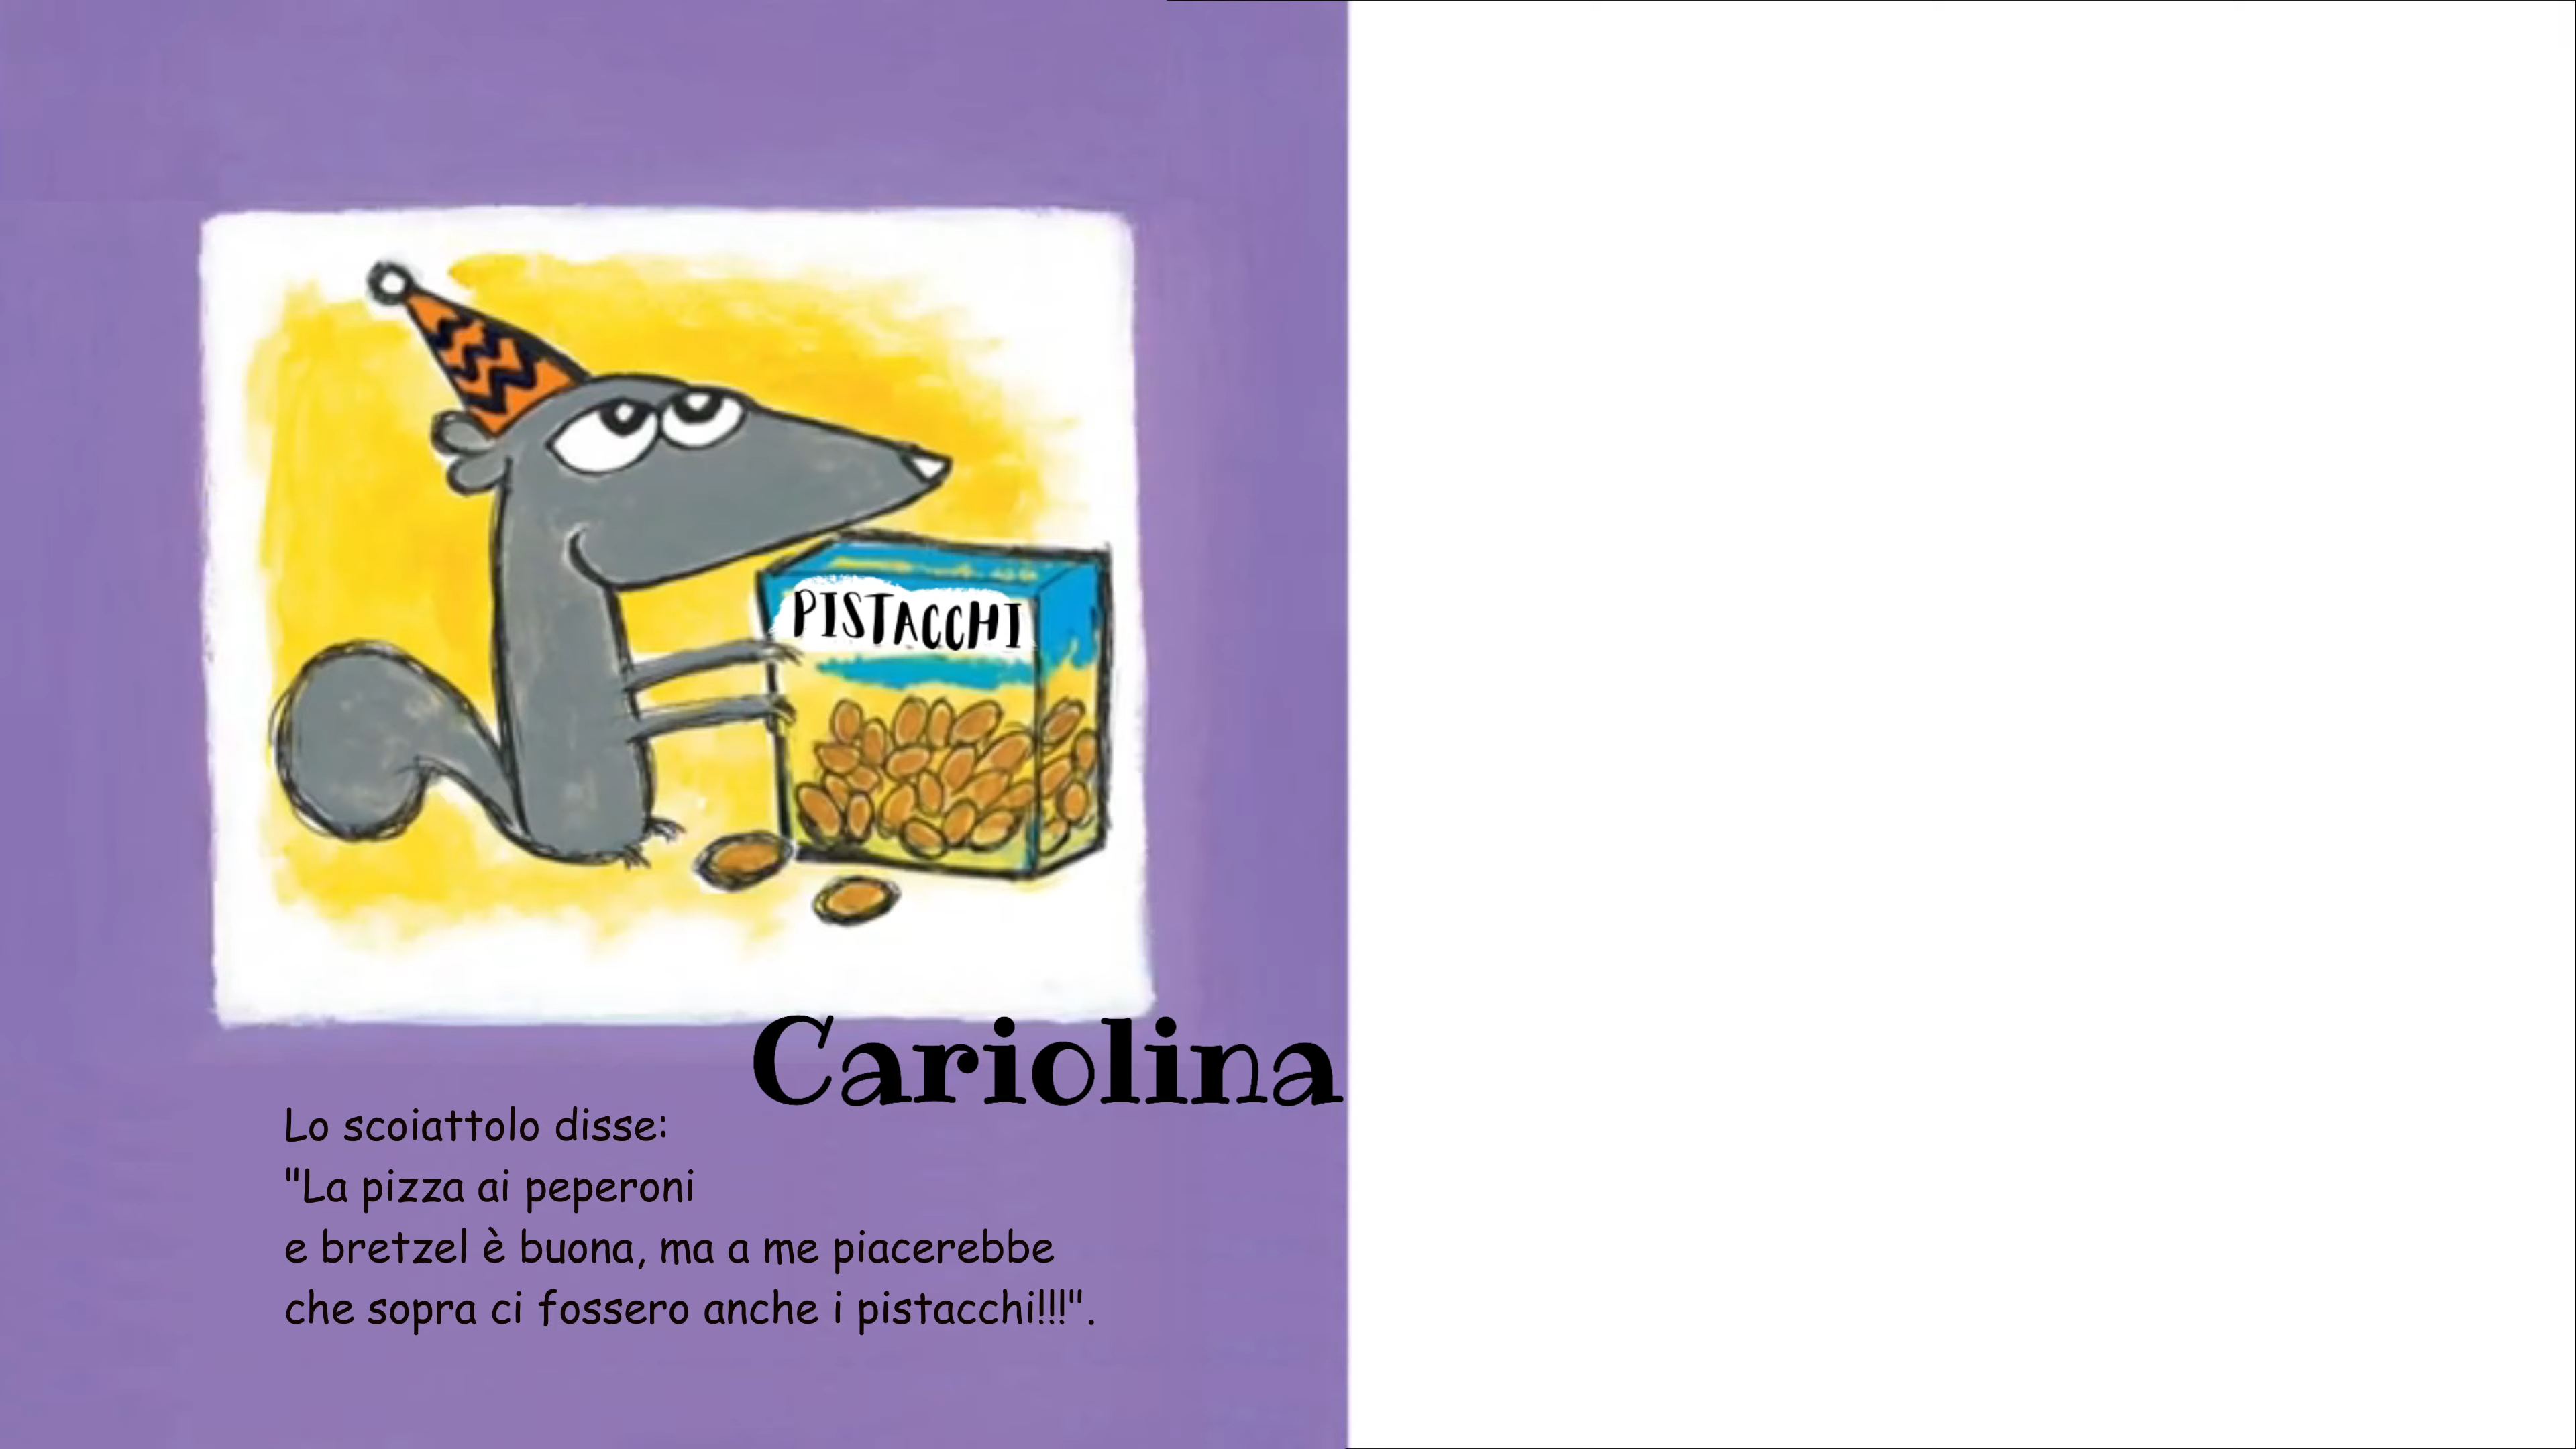 PISTACCHI
Cariolina
Lo scoiattolo disse:
"La pizza ai peperoni
e bretzel è buona, ma a me piacerebbe
che sopra ci fossero anche i pistacchi!!!".